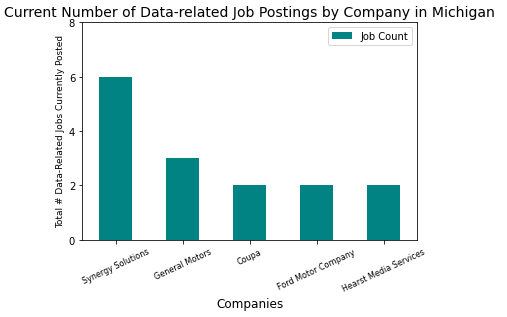 Current Number of Data-related Job Postings by Company in Michigan
Job Count
Total # Data-Related Jobs Currently Posted
8
6
4
2
0
Synergy Solutions
General Motors
Coupa
Ford Motor Company
Hearst Media Services
Companies